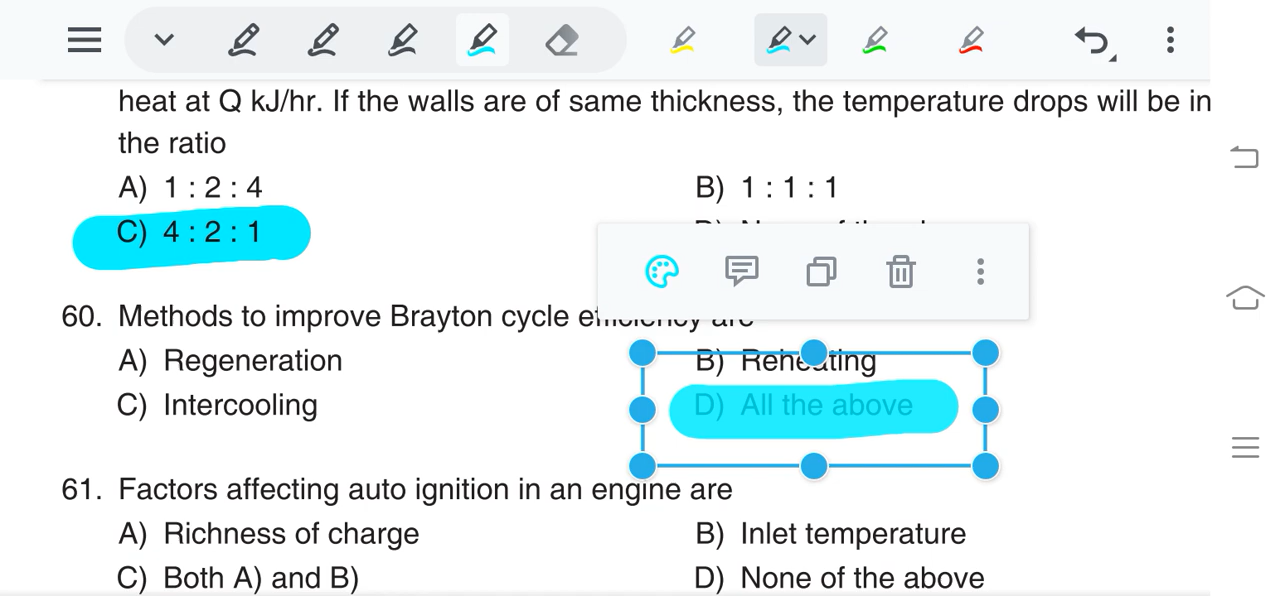 heat at Q kJ/hr. If the walls are of same thickness, the temperature drops will be in
the ratio
A) 1 : 2 : 4
B) 1 : 1 : 1
C) 4 : 2 : 1
60. Methods to improve Brayton cycle efficiency are
A) Regeneration
B) Reheating
C) Intercooling
D) All the above
61. Factors affecting auto ignition in an engine are
A) Richness of charge
B) Inlet temperature
C) Both A) and B)
D) None of the above